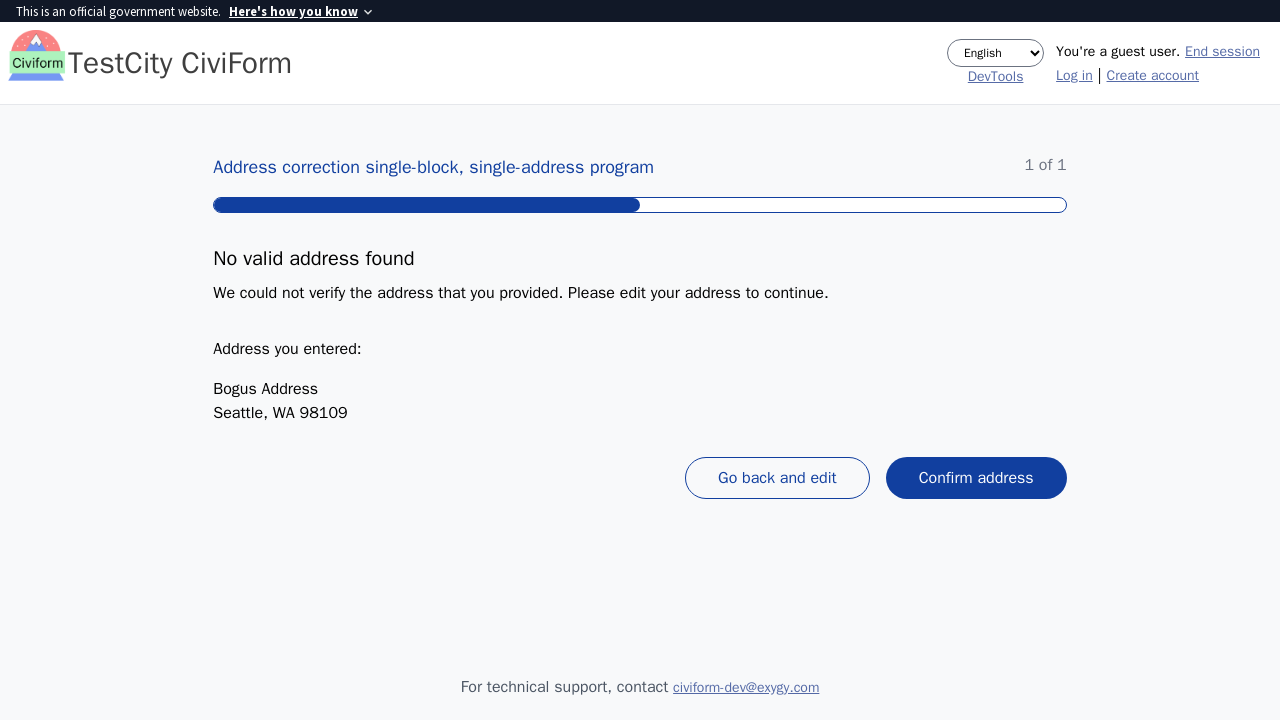 This is an official government website. Here's how you know
Civiform
TestCity CiviForm
English
DevTools
You're a guest user. End session
Log in | Create account
Address correction single-block, single-address program
1 of 1
No valid address found
We could not verify the address that you provided. Please edit your address to continue.
Address you entered:
Bogus Address
Seattle, WA 98109
Go back and edit
Confirm address
For technical support, contact civiform-dev@exygy.com